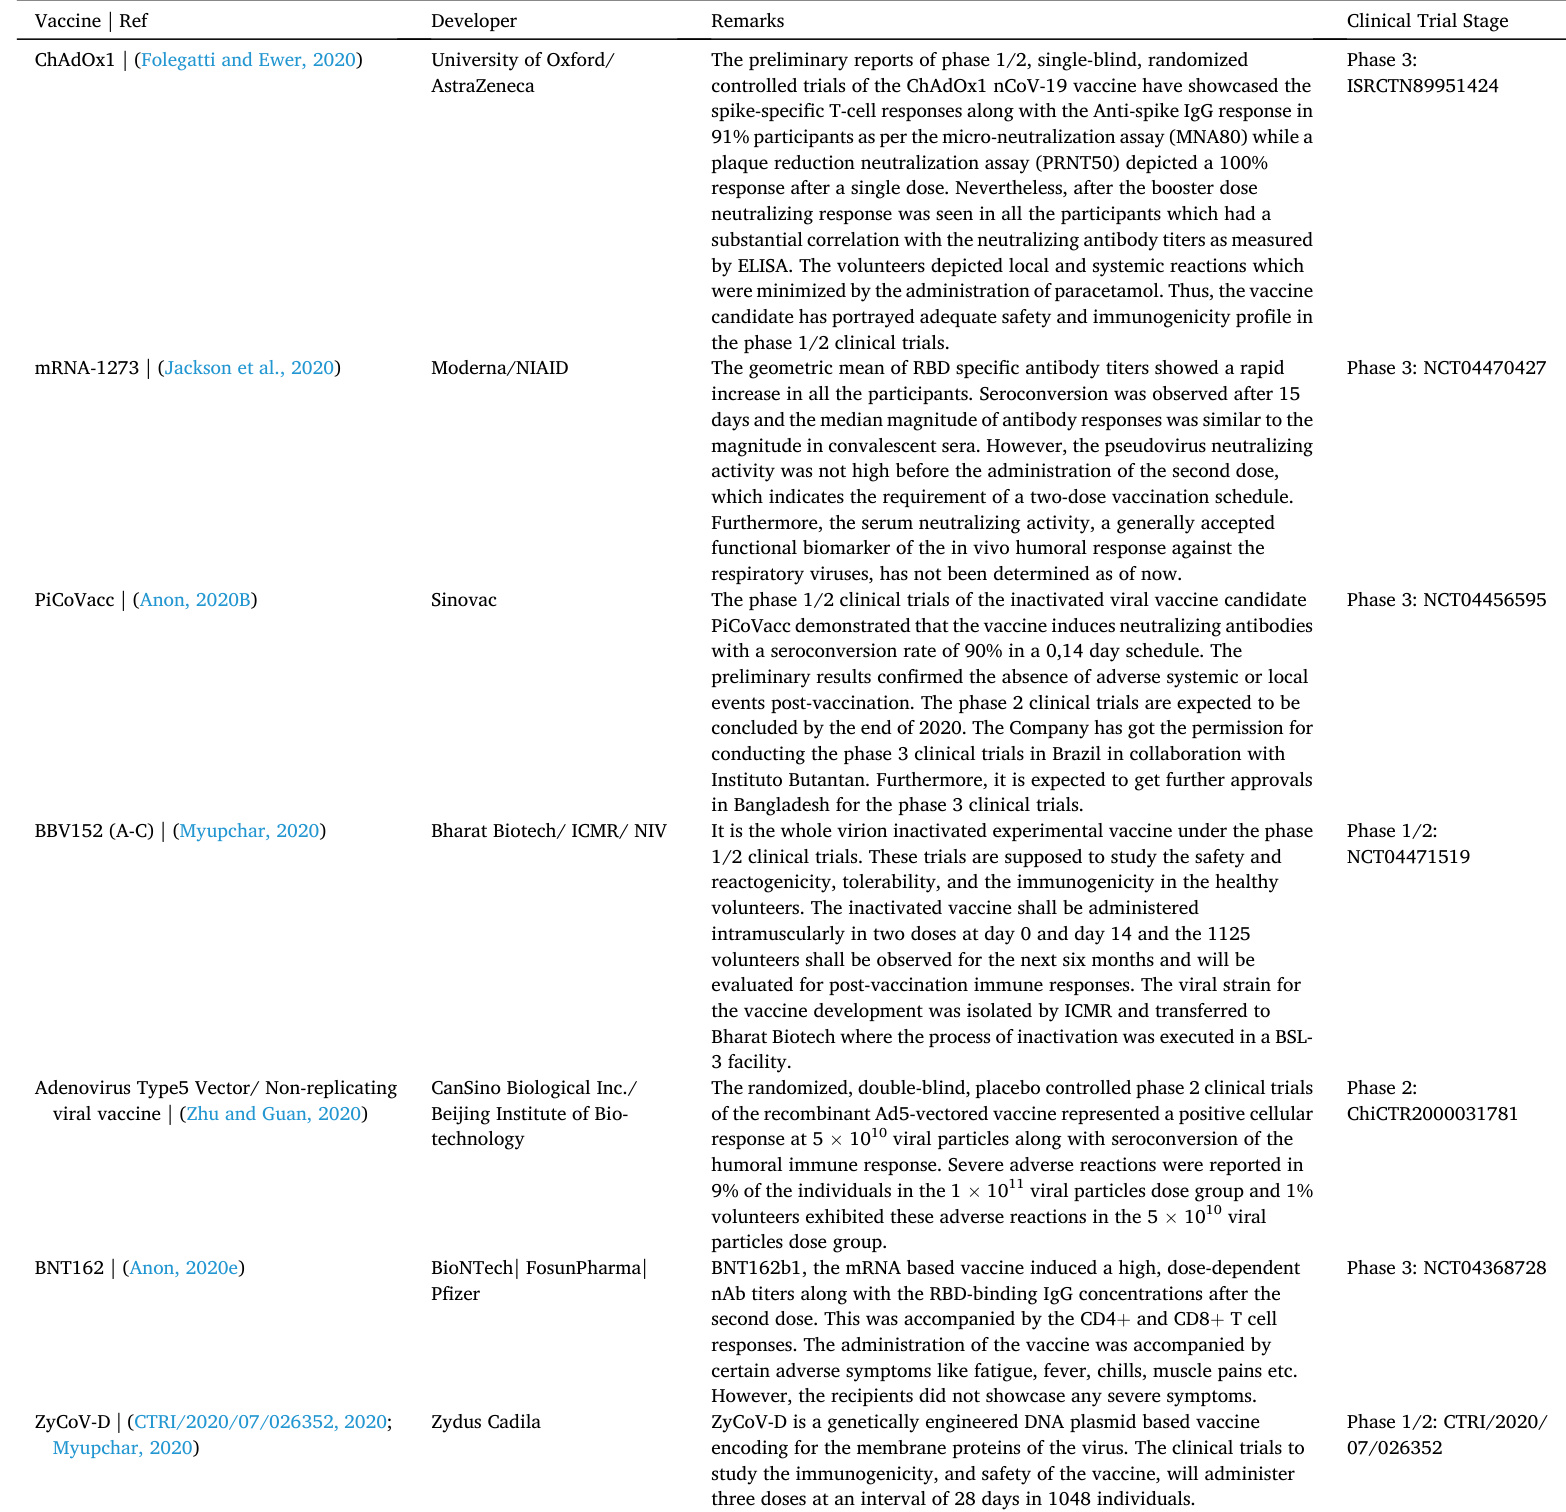 Vaccine | Ref Developer Remarks Clinical Trial Stage
ChAdOx1 | (Folegatti and Ewer, 2020) University of Oxford/ The preliminary reports of phase 1/2, single-blind, randomized Phase 3:
AstraZeneca controlled trials of the ChAdOx1 nCoV-19 vaccine have showcased the ISRCTN89951424
spike-specific T-cell responses along with the Anti-spike IgG response in
91% participants as per the micro-neutralization assay (MNA80) while a
plaque reduction neutralization assay (PRNT50) depicted a 100%
response after a single dose. Nevertheless, after the booster dose
neutralizing response was seen in all the participants which had a
substantial correlation with the neutralizing antibody titers as measured
by ELISA. The volunteers depicted local and systemic reactions which
were minimized by the administration of paracetamol. Thus, the vaccine
candidate has portrayed adequate safety and immunogenicity profile in
the phase 1/2 clinical trials.
mRNA-1273 | (Jackson et al., 2020) Moderna/NIAID The geometric mean of RBD specific antibody titers showed a rapid Phase 3: NCT04470427
increase in all the participants. Seroconversion was observed after 15
days and the median magnitude of antibody responses was similar to the
magnitude in convalescent sera. However, the pseudovirus neutralizing
activity was not high before the administration of the second dose,
which indicates the requirement of a two-dose vaccination schedule.
Furthermore, the serum neutralizing activity, a generally accepted
functional biomarker of the in vivo humoral response against the
respiratory viruses, has not been determined as of now.
PiCoVacc | (Anon, 2020B) Sinovac The phase 1/2 clinical trials of the inactivated viral vaccine candidate Phase 3: NCT04456595
PiCoVacc demonstrated that the vaccine induces neutralizing antibodies
with a seroconversion rate of 90% in a 0,14 day schedule. The
preliminary results confirmed the absence of adverse systemic or local
events post-vaccination. The phase 2 clinical trials are expected to be
concluded by the end of 2020. The Company has got the permission for
conducting the phase 3 clinical trials in Brazil in collaboration with
Instituto Butantan. Furthermore, it is expected to get further approvals
in Bangladesh for the phase 3 clinical trials.
BBV152 (A-C) | (Myupchar, 2020) Bharat Biotech/ ICMR/ NIV It is the whole virion inactivated experimental vaccine under the phase Phase 1/2:
1/2 clinical trials. These trials are supposed to study the safety and NCT04471519
reactogenicity, tolerability, and the immunogenicity in the healthy
volunteers. The inactivated vaccine shall be administered
intramuscularly in two doses at day 0 and day 14 and the 1125
volunteers shall be observed for the next six months and will be
evaluated for post-vaccination immune responses. The viral strain for
the vaccine development was isolated by ICMR and transferred to
Bharat Biotech where the process of inactivation was executed in a BSL-
3 facility.
Adenovirus Type5 Vector/ Non-replicating CanSino Biological Inc./ The randomized, double-blind, placebo controlled phase 2 clinical trials Phase 2:
viral vaccine | (Zhu and Guan, 2020) Beijing Institute of Bio- of the recombinant Ad5-vectored vaccine represented a positive cellular ChiCTR2000031781
technology response at 5 × 10^10 viral particles along with seroconversion of the
humoral immune response. Severe adverse reactions were reported in
9% of the individuals in the 1 × 10^11 viral particles dose group and 1%
volunteers exhibited these adverse reactions in the 5 × 10^10 viral
particles dose group.
BNT162 | (Anon, 2020e) BioNTech| FosunPharma| BNT162b1, the mRNA based vaccine induced a high, dose-dependent Phase 3: NCT04368728
Pfizer nAb titers along with the RBD-binding IgG concentrations after the
second dose. This was accompanied by the CD4+ and CD8+ T cell
responses. The administration of the vaccine was accompanied by
certain adverse symptoms like fatigue, fever, chills, muscle pains etc.
However, the recipients did not showcase any severe symptoms.
ZyCoV-D | (CTRI/2020/07/026352, 2020; Zydus Cadila ZyCoV-D is a genetically engineered DNA plasmid based vaccine Phase 1/2: CTRI/2020/
Myupchar, 2020) encoding for the membrane proteins of the virus. The clinical trials to 07/026352
study the immunogenicity, and safety of the vaccine, will administer
three doses at an interval of 28 days in 1048 individuals.